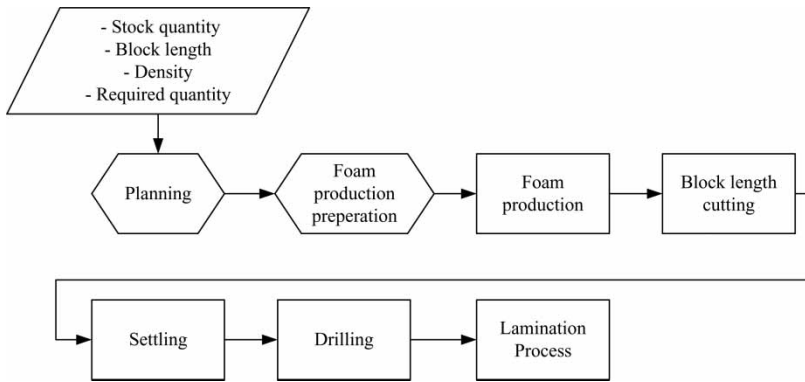 - Stock quantity
- Block length
- Density
- Required quantity
Planning
Foam
production
preperation
Foam
production
Block length
cutting
Settling
Drilling
Lamination
Process